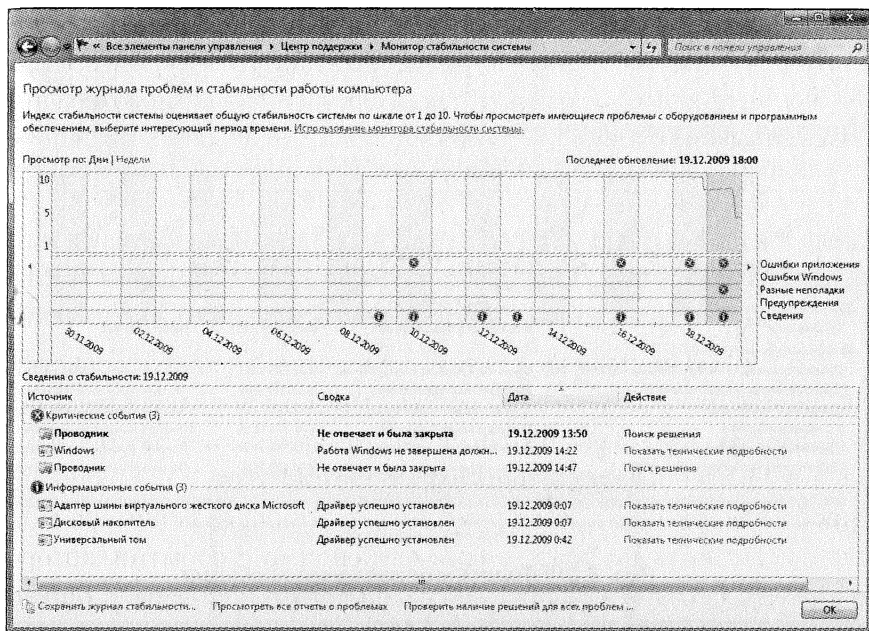 « Все элементы панели управления ▸ Центр поддержки ▸ Монитор стабильности системы
Поиск в панели управления
Просмотр журнала проблем и стабильности работы компьютера
Индекс стабильности системы оценивает общую стабильность системы по шкале от 1 до 10. Чтобы просмотреть имеющиеся проблемы с оборудованием и программным
обеспечением, выберите интересующий период времени. Использование монитора стабильности системы.
Просмотр по: Дни | Недели
Последнее обновление: 19.12.2009 18:00
10
5
1
Ошибки приложения
Ошибки Windows
Разные неполадки
Предупреждения
Сведения
30.11.2009 02.12.2009 04.12.2009 06.12.2009 08.12.2009 10.12.2009 12.12.2009 14.12.2009 16.12.2009 18.12.2009
Сведения о стабильности: 19.12.2009
Источник Сводка Дата Действие
Критические события (3)
Проводник Не отвечает и была закрыта 19.12.2009 13:50 Поиск решения
Windows Работа Windows не завершена должн... 19.12.2009 14:22 Показать технические подробности
Проводник Не отвечает и была закрыта 19.12.2009 14:47 Поиск решения
Информационные события (3)
Адаптер шины виртуального жесткого диска Microsoft Драйвер успешно установлен 19.12.2009 0:07 Показать технические подробности
Дисковый накопитель Драйвер успешно установлен 19.12.2009 0:07 Показать технические подробности
Универсальный том Драйвер успешно установлен 19.12.2009 0:42 Показать технические подробности
Сохранить журнал стабильности... Просмотреть все отчеты о проблемах Проверить наличие решений для всех проблем ...
OK